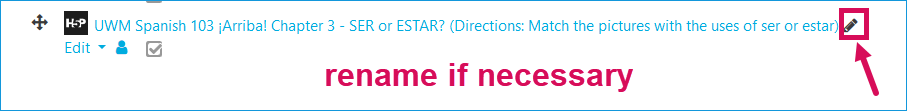 H-P UWM Spanish 103 ¡Arriba! Chapter 3 - SER or ESTAR? (Directions: Match the pictures with the uses of ser or estar)
Edit
rename if necessary